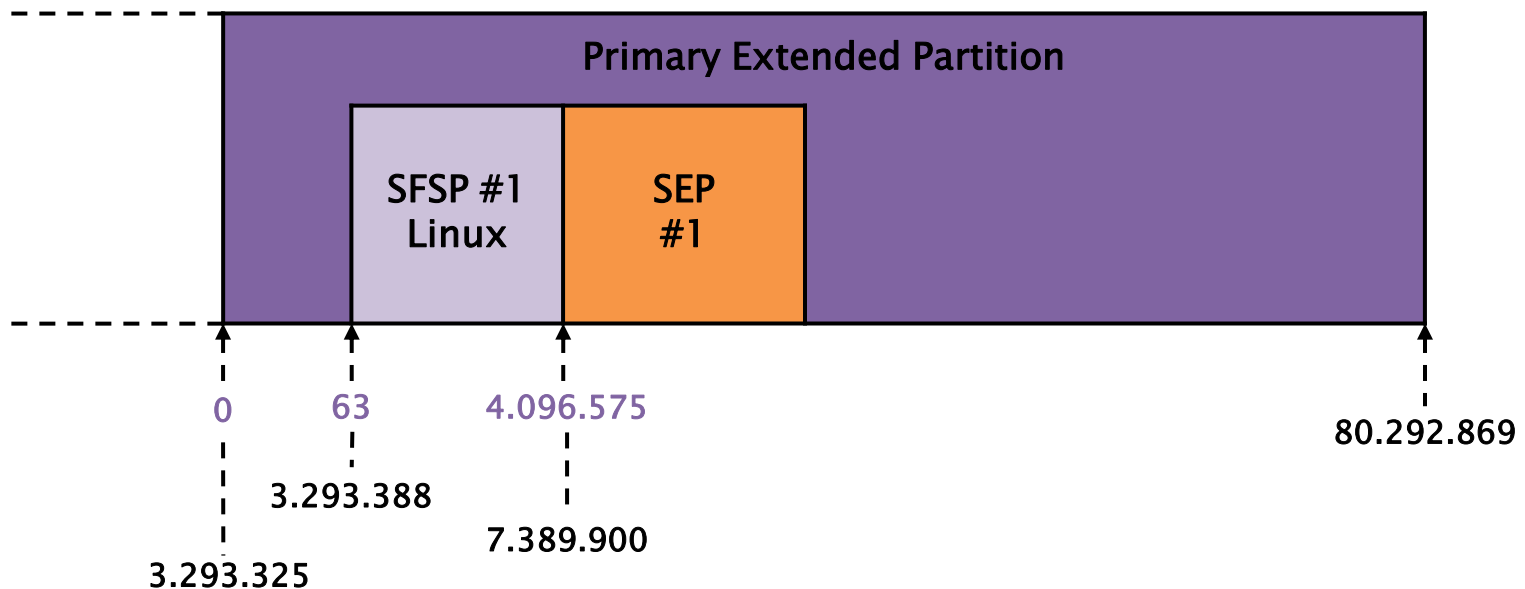 Primary Extended Partition
SFSP #1
Linux
SEP
#1
0
63
4.096.575
80.292.869
3.293.388
7.389.900
3.293.325